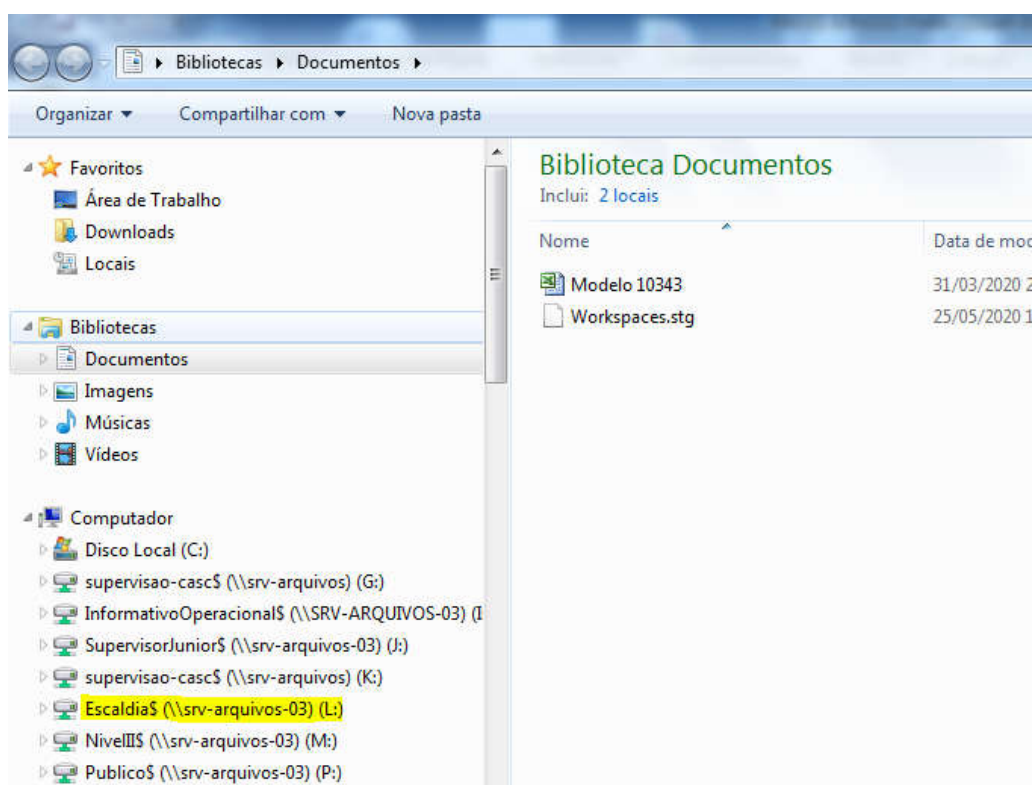 Bibliotecas Documentos
Organizar Compartilhar com Nova pasta
Favoritos
Área de Trabalho
Downloads
Locais
Bibliotecas
Documentos
Imagens
Músicas
Vídeos
Computador
Disco Local (C:)
supervisao-casc$ (\\srv-arquivos) (G:)
InformativoOperacional$ (\\SRV-ARQUIVOS-03) (I
SupervisorJunior$ (\\srv-arquivos-03) (J:)
supervisao-casc$ (\\srv-arquivos) (K:)
Escaldia$ (\\srv-arquivos-03) (L:)
NivelII$ (\\srv-arquivos-03) (M:)
Publico$ (\\srv-arquivos-03) (P:)
Biblioteca Documentos
Inclui: 2 locais
Nome Data de mod
Modelo 10343 31/03/2020 2
Workspaces.stg 25/05/2020 1